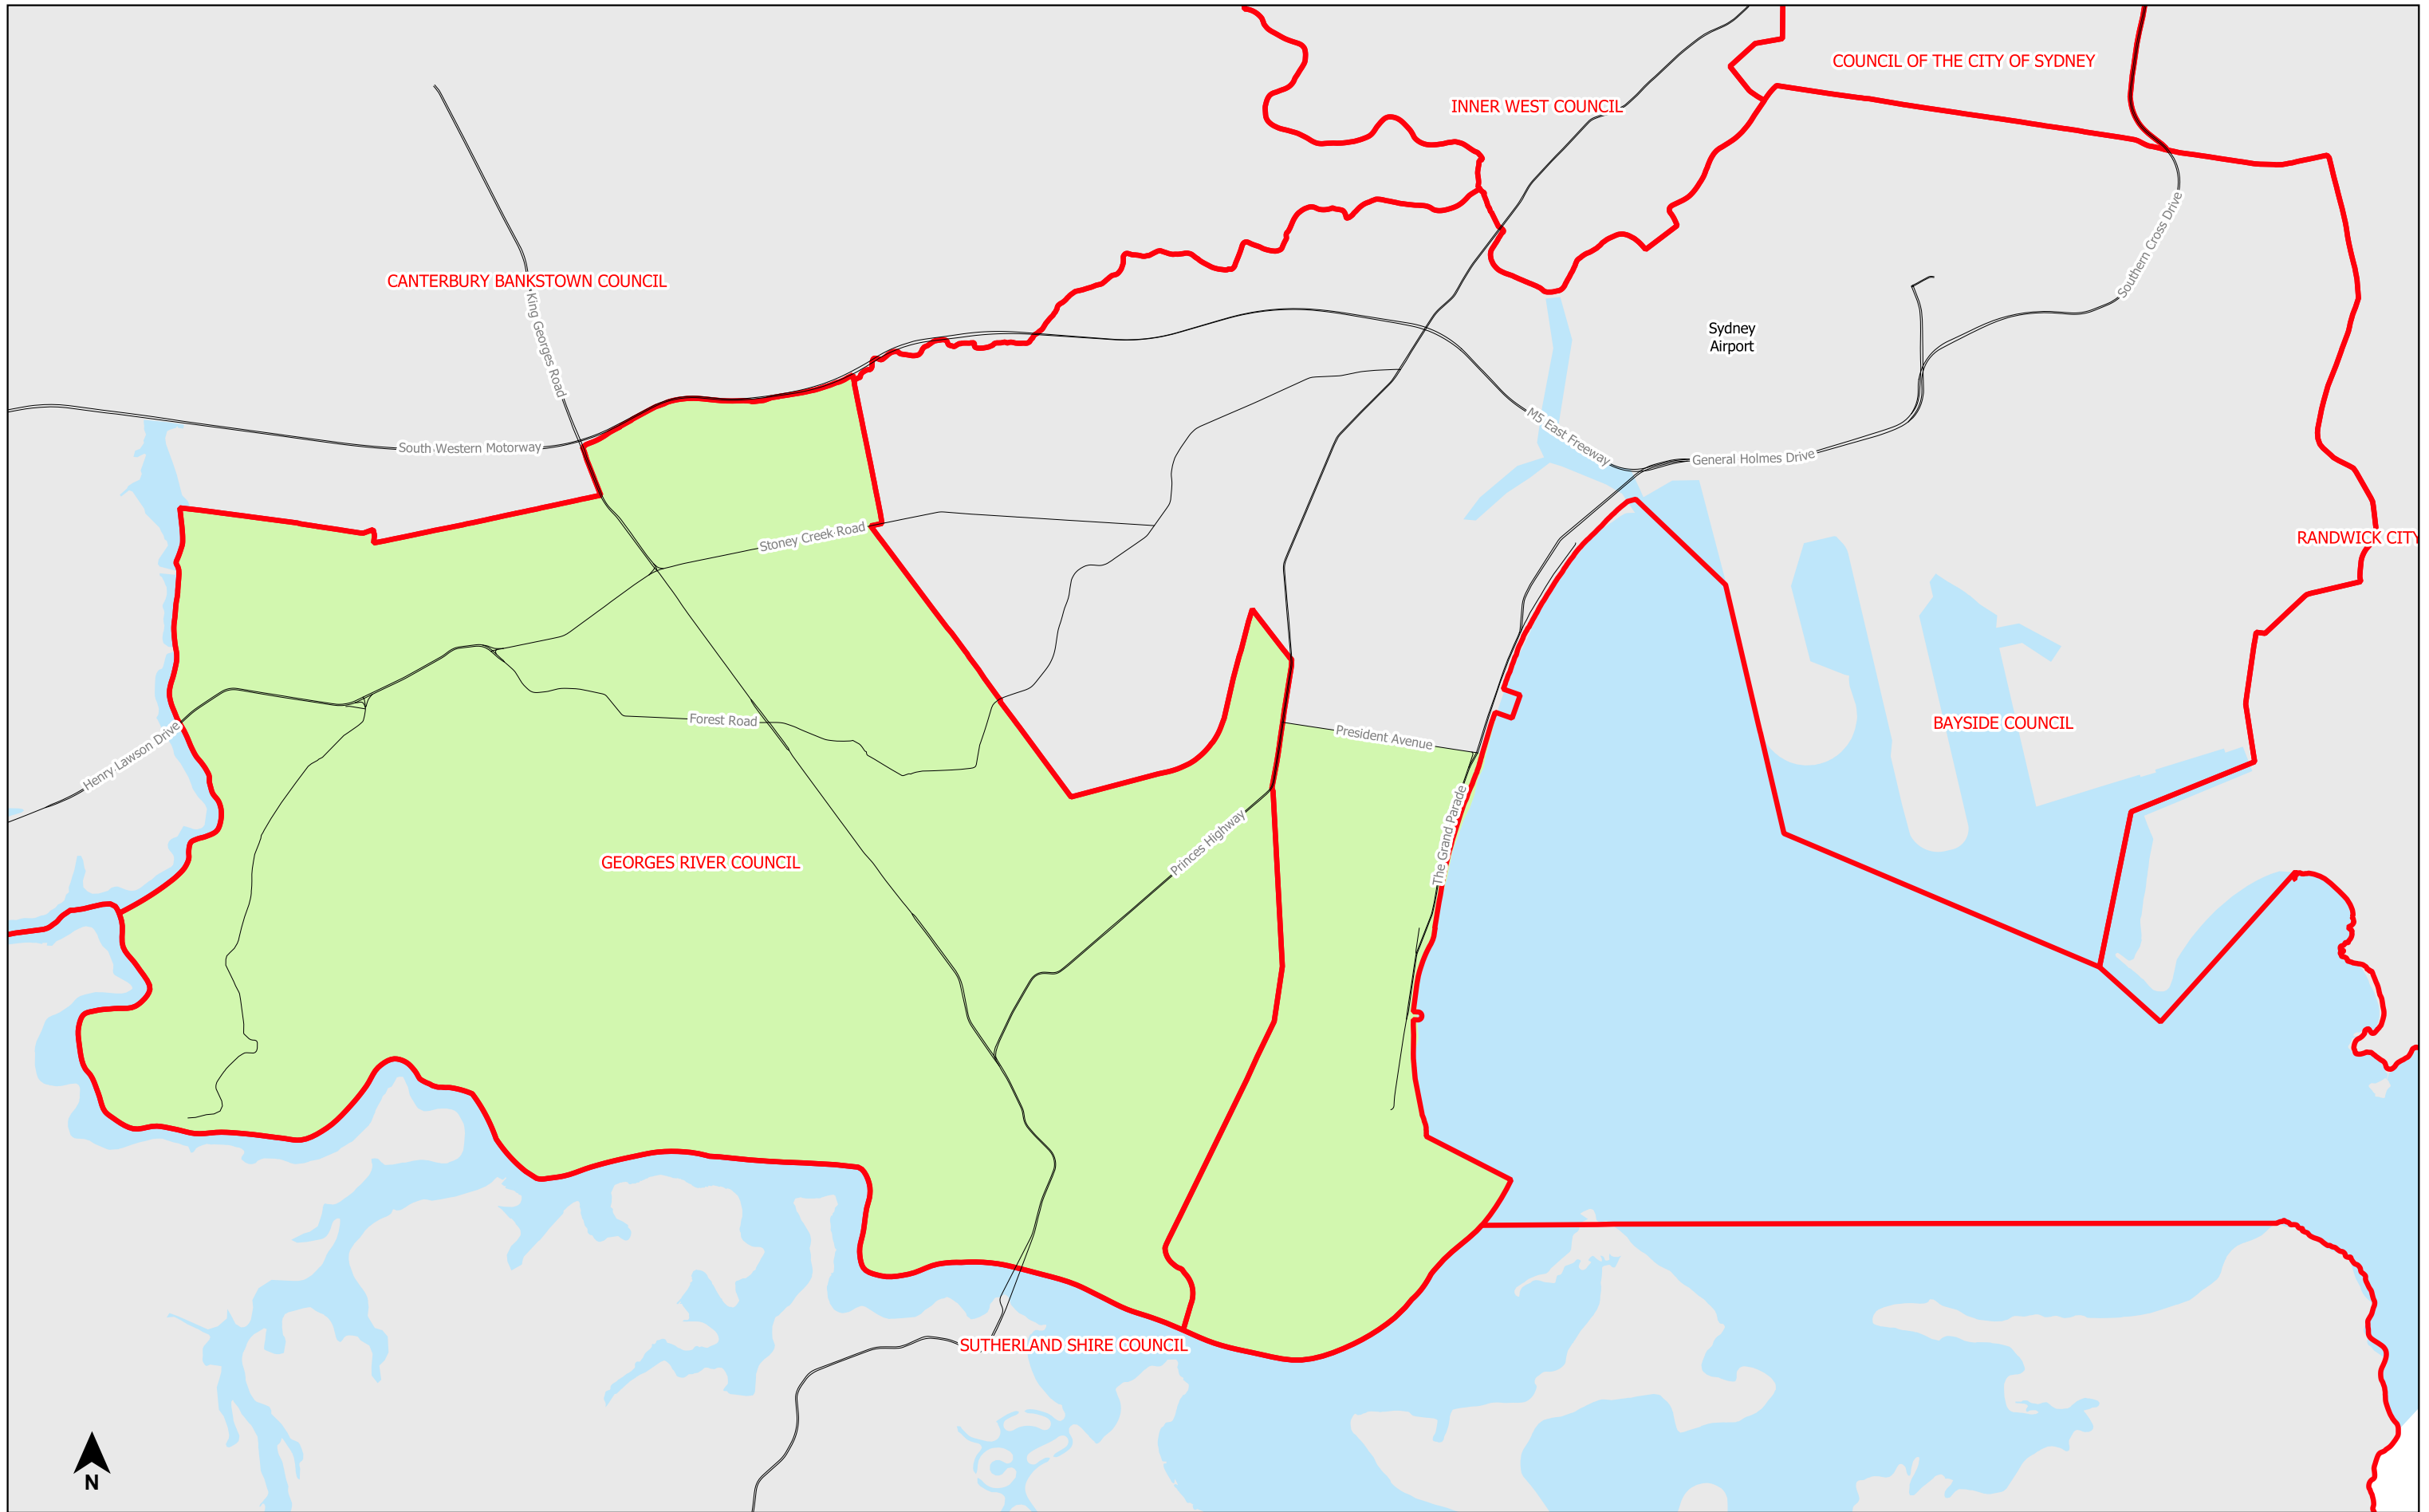 COUNCIL OF THE CITY OF SYDNEY
INNER WEST COUNCIL
CANTERBURY BANKSTOWN COUNCIL
King Georges Road
Southern Cross Drive
Sydney
Airport
South Western Motorway
M5 East Freeway
General Holmes Drive
Stoney Creek Road
RANDWICK CITY
Forest Road
President Avenue
BAYSIDE COUNCIL
Henry Lawson Drive
The Grand Parade
Princes Highway
GEORGES RIVER COUNCIL
SUTHERLAND SHIRE COUNCIL
N